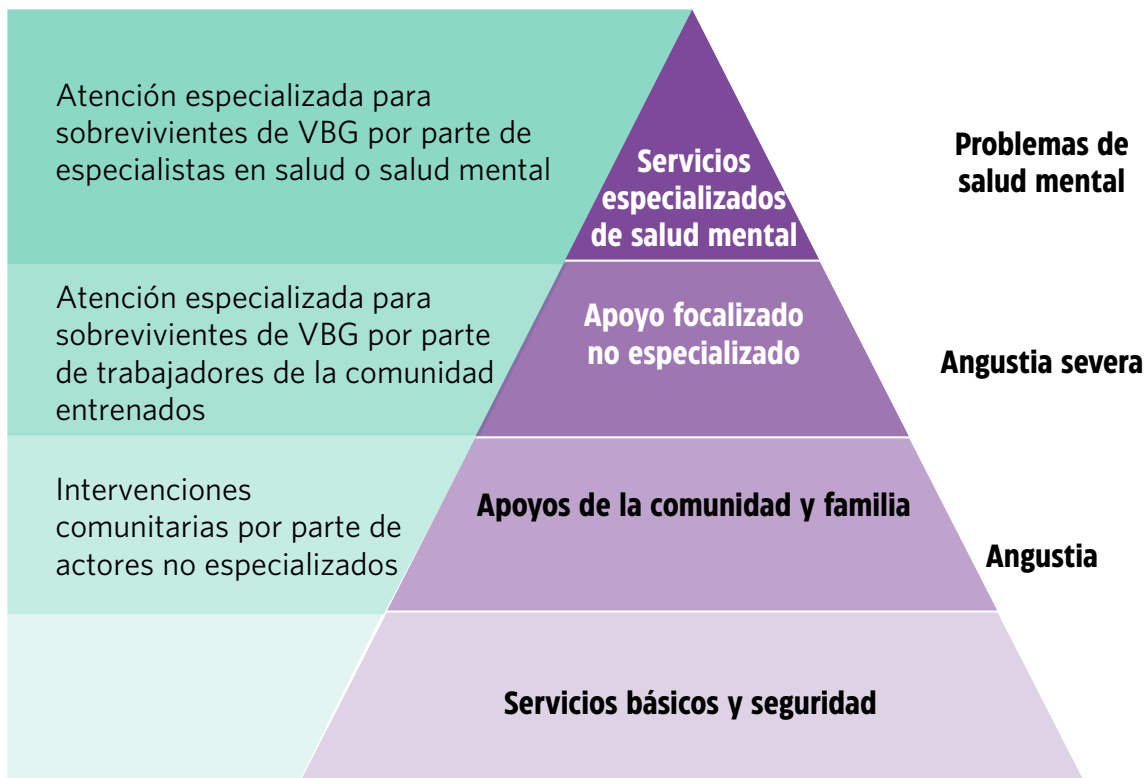 Atención especializada para
sobrevivientes de VBG por parte de
especialistas en salud o salud mental
Servicios
especializados
de salud mental
Problemas de
salud mental
Atención especializada para
sobrevivientes de VBG por parte
de trabajadores de la comunidad
entrenados
Apoyo focalizado
no especializado
Angustia severa
Intervenciones
comunitarias por parte de
actores no especializados
Apoyos de la comunidad y familia
Angustia
Servicios básicos y seguridad